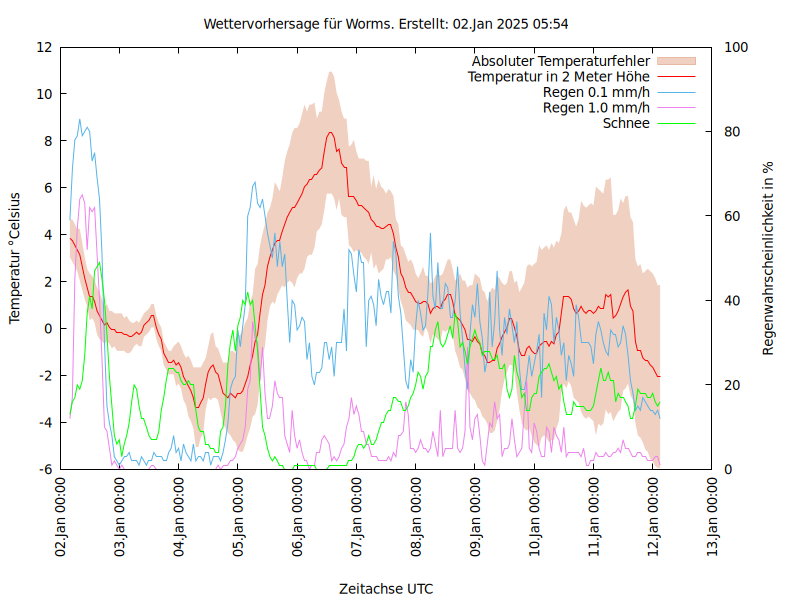 Wettervorhersage für Worms. Erstellt: 02.Jan 2025 05:54
Absoluter Temperaturfehler
Temperatur in 2 Meter Höhe
Regen 0.1 mm/h
Regen 1.0 mm/h
Schnee
Temperatur °Celsius
12
10
8
6
4
2
0
-2
-4
-6
100
80
60
40
20
0
Regenwahrscheinlichkeit in %
02.Jan 00:00
03.Jan 00:00
04.Jan 00:00
05.Jan 00:00
06.Jan 00:00
07.Jan 00:00
08.Jan 00:00
09.Jan 00:00
10.Jan 00:00
11.Jan 00:00
12.Jan 00:00
13.Jan 00:00
Zeitachse UTC